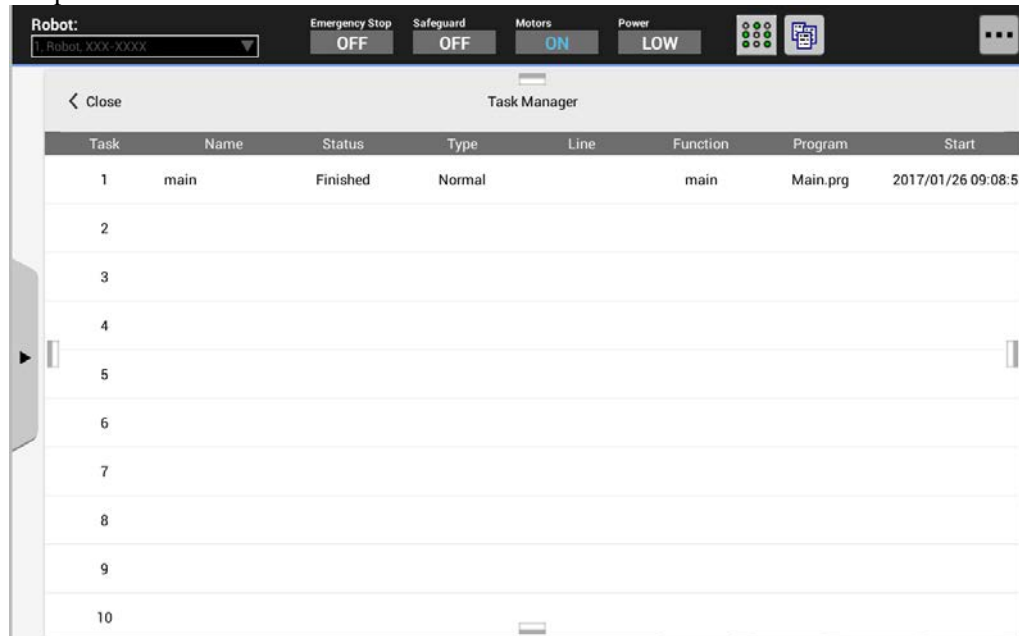 Robot:
1, Robot, XXX-XXXX
Emergency Stop
OFF
Safeguard
OFF
Motors
ON
Power
LOW
Close
Task Manager
Task Name Status Type Line Function Program Start
1 main Finished Normal main Main.prg 2017/01/26 09:08:5
2
3
4
5
6
7
8
9
10